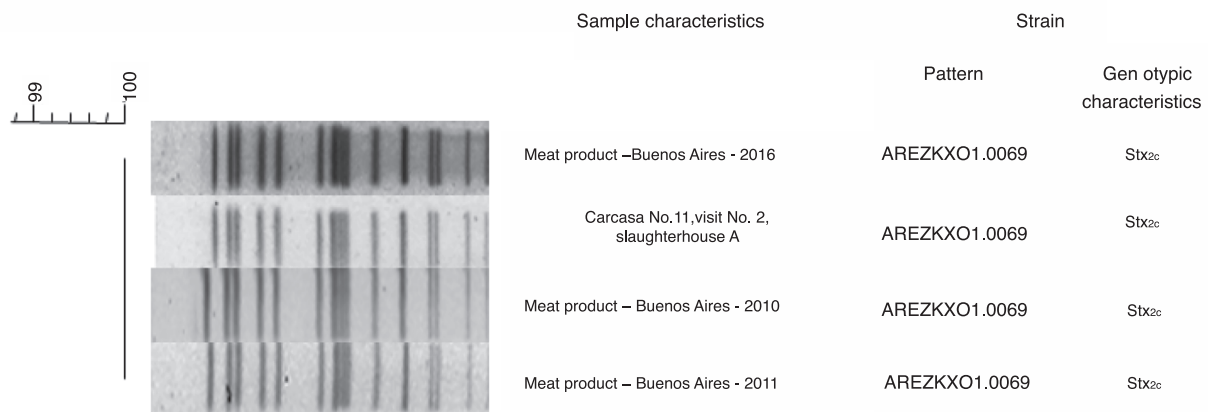 Sample characteristics Strain
Pattern Gen otypic
characteristics
99 100
Meat product –Buenos Aires - 2016 AREZKXO1.0069 Stx2c
Carcasa No.11,visit No. 2,
slaughterhouse A AREZKXO1.0069 Stx2c
Meat product – Buenos Aires - 2010 AREZKXO1.0069 Stx2c
Meat product – Buenos Aires - 2011 AREZKXO1.0069 Stx2c